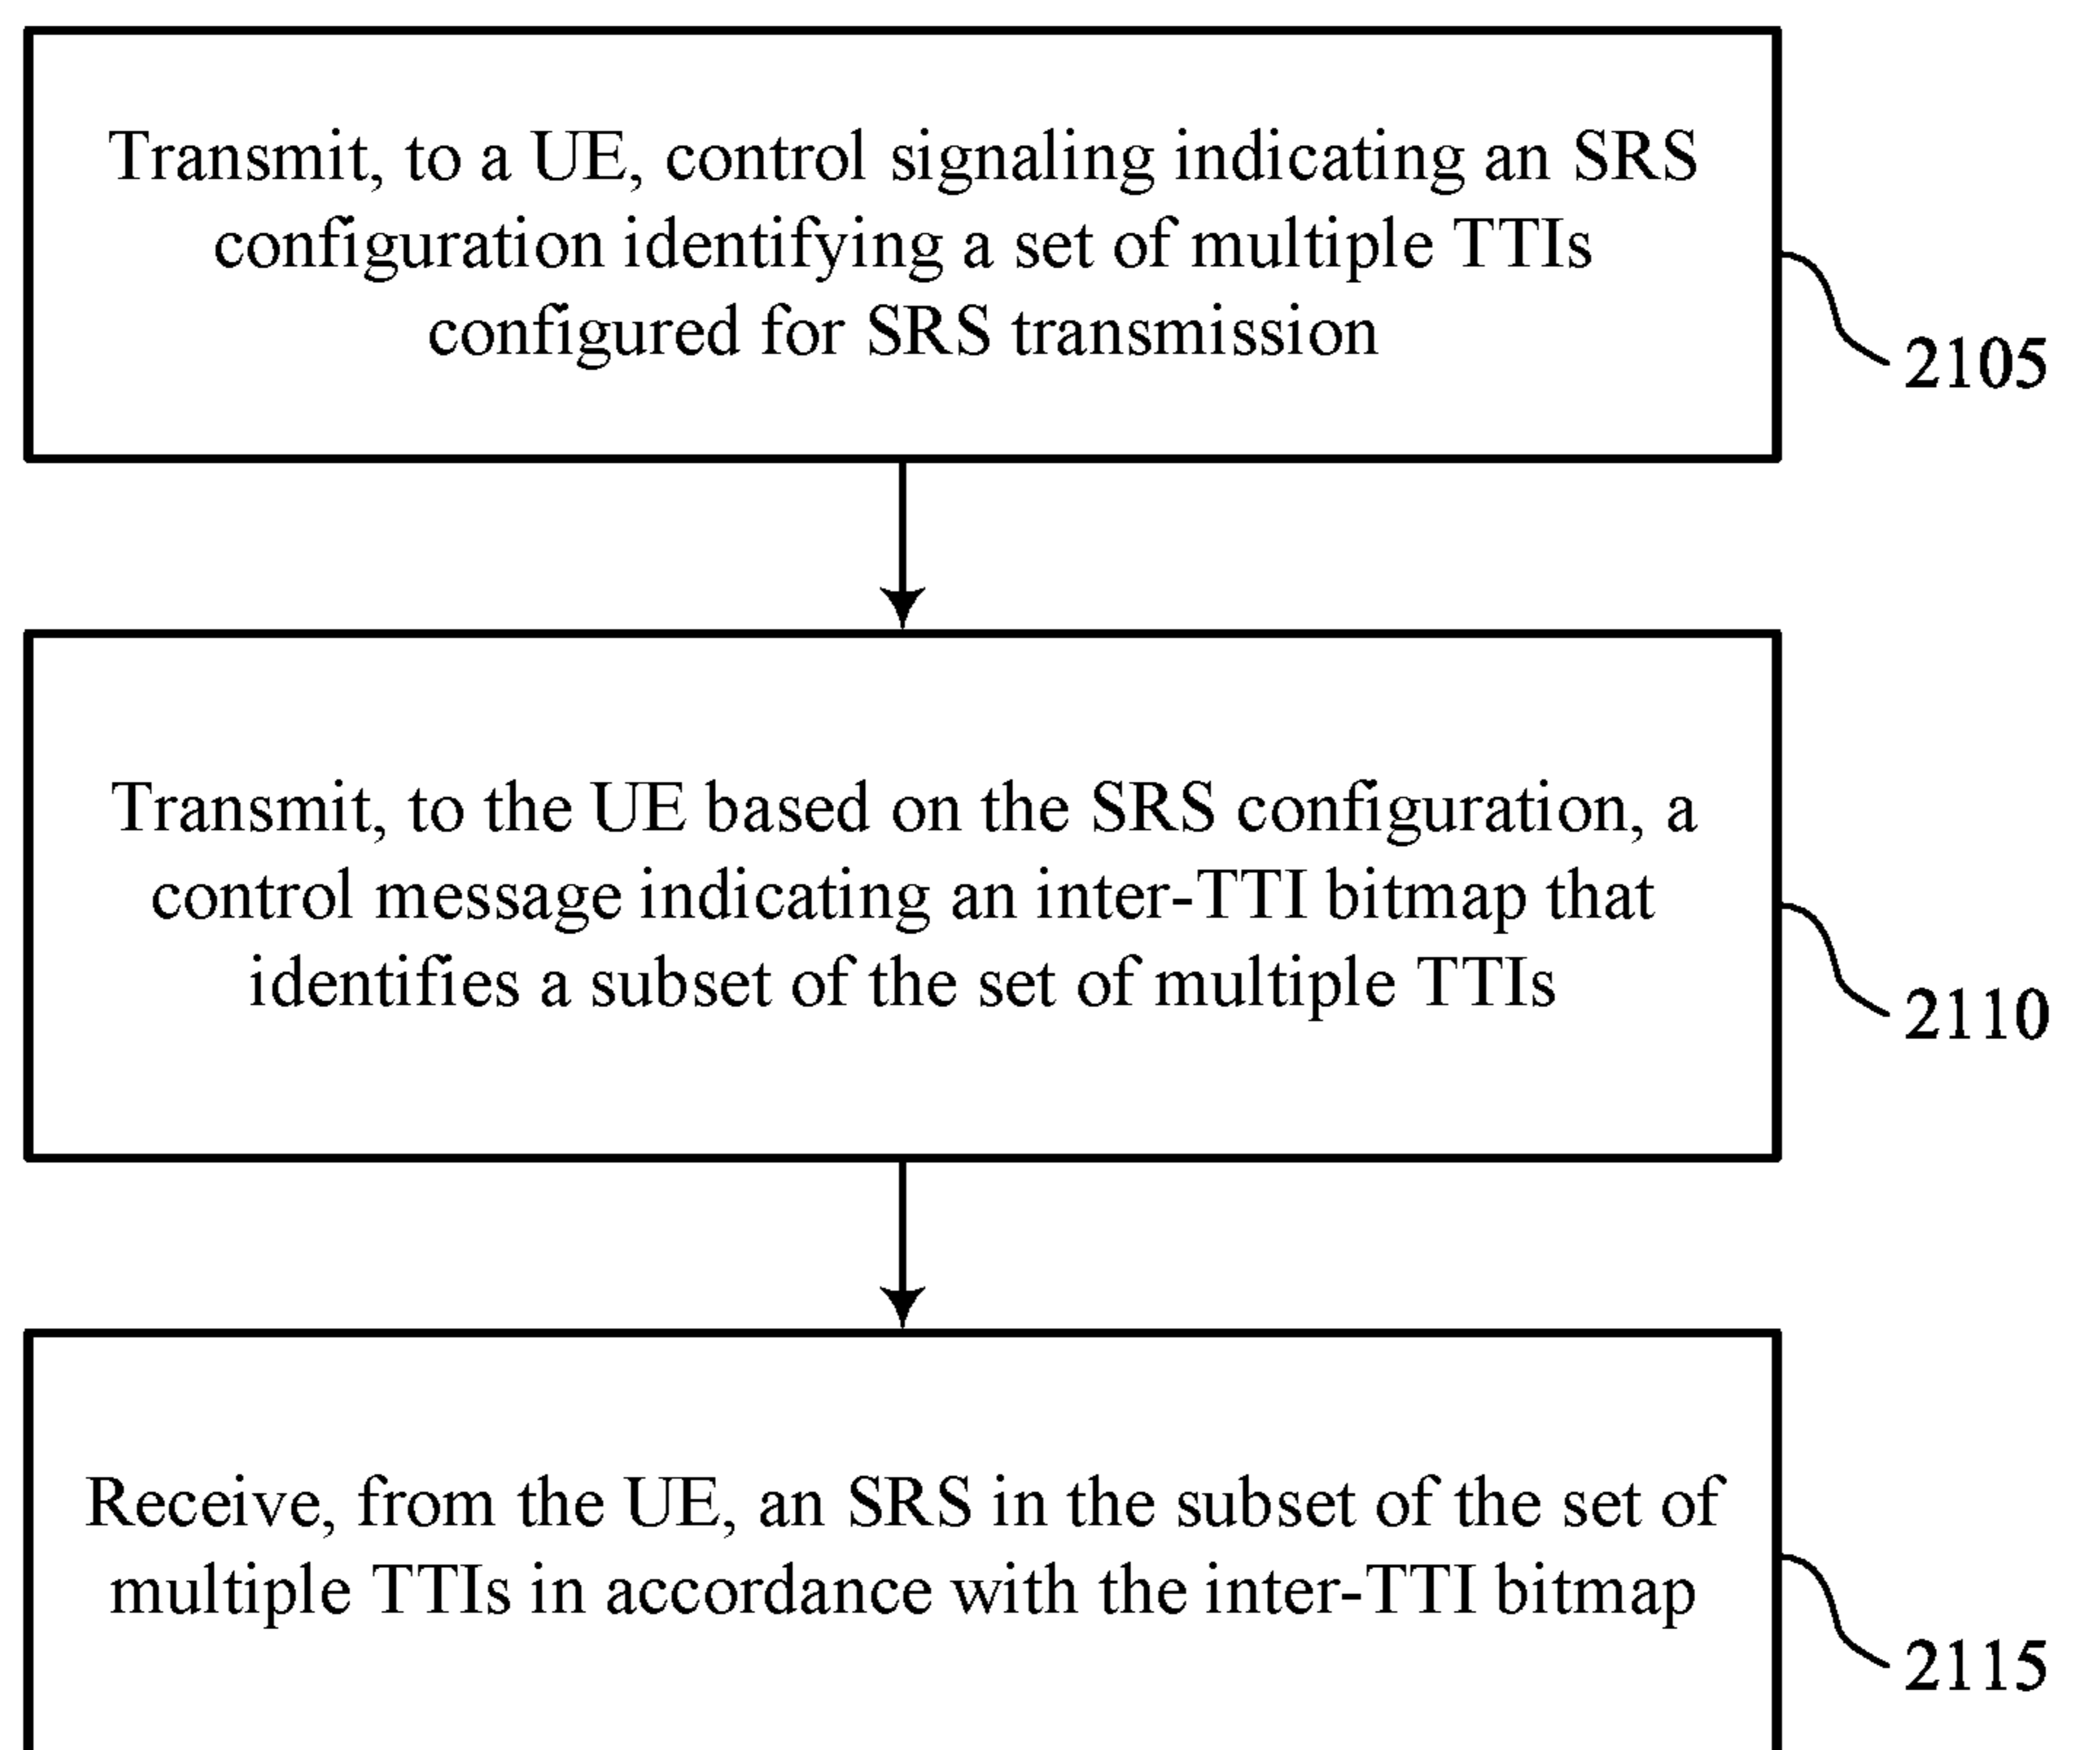 Transmit, to a UE, control signaling indicating an SRS
configuration identifying a set of multiple TTIs
configured for SRS transmission
2105
Transmit, to the UE based on the SRS configuration, a
control message indicating an inter-TTI bitmap that
identifies a subset of the set of multiple TTIs
2110
Receive, from the UE, an SRS in the subset of the set of
multiple TTIs in accordance with the inter-TTI bitmap
2115